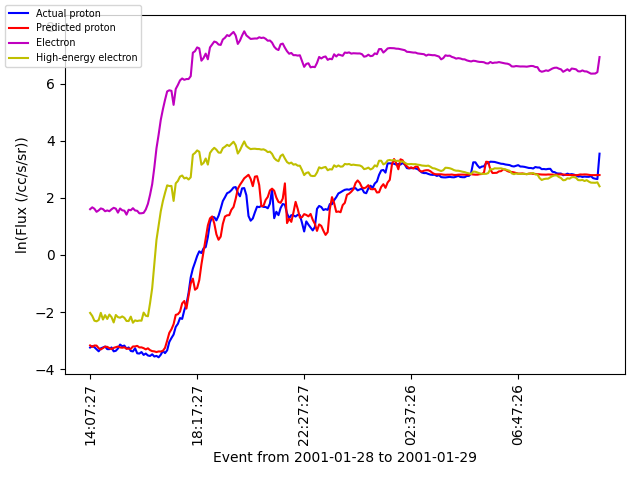 Actual proton
Predicted proton
Electron
High-energy electron
ln(Flux (/cc/s/sr))
6
4
2
0
−2
−4
14:07:27
18:17:27
22:27:27
02:37:26
06:47:26
Event from 2001-01-28 to 2001-01-29